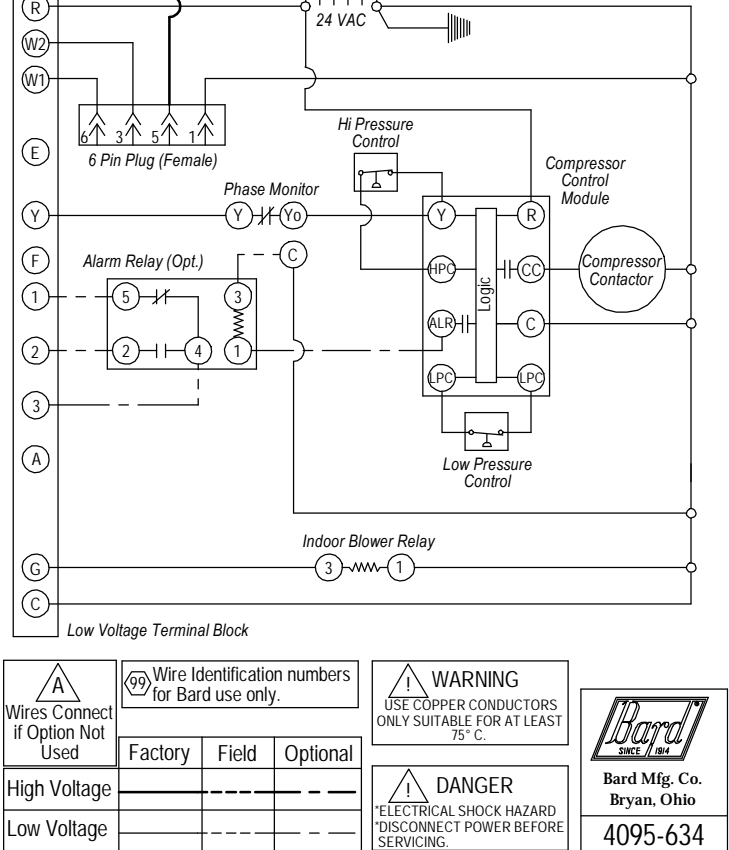 R
24 VAC
W2
W1
6 3 5 1
6 Pin Plug (Female)
E
Hi Pressure
Control
Compressor
Control
Module
Phase Monitor
Y
Y
Yo
Y
R
F
Alarm Relay (Opt.)
C
HPC
Logic
CC
Compressor
Contactor
1
5
3
ALR
C
2
2
4
1
LPC
LPC
3
A
Low Pressure
Control
Indoor Blower Relay
G
3
1
C
Low Voltage Terminal Block
A
Wires Connect
if Option Not
Used
99 Wire Identification numbers
for Bard use only.
Factory Field Optional
High Voltage
Low Voltage
! WARNING
USE COPPER CONDUCTORS
ONLY SUITABLE FOR AT LEAST
75° C.
! DANGER
*ELECTRICAL SHOCK HAZARD
*DISCONNECT POWER BEFORE
SERVICING.
Bard
SINCE 1914
Bard Mfg. Co.
Bryan, Ohio
4095-634